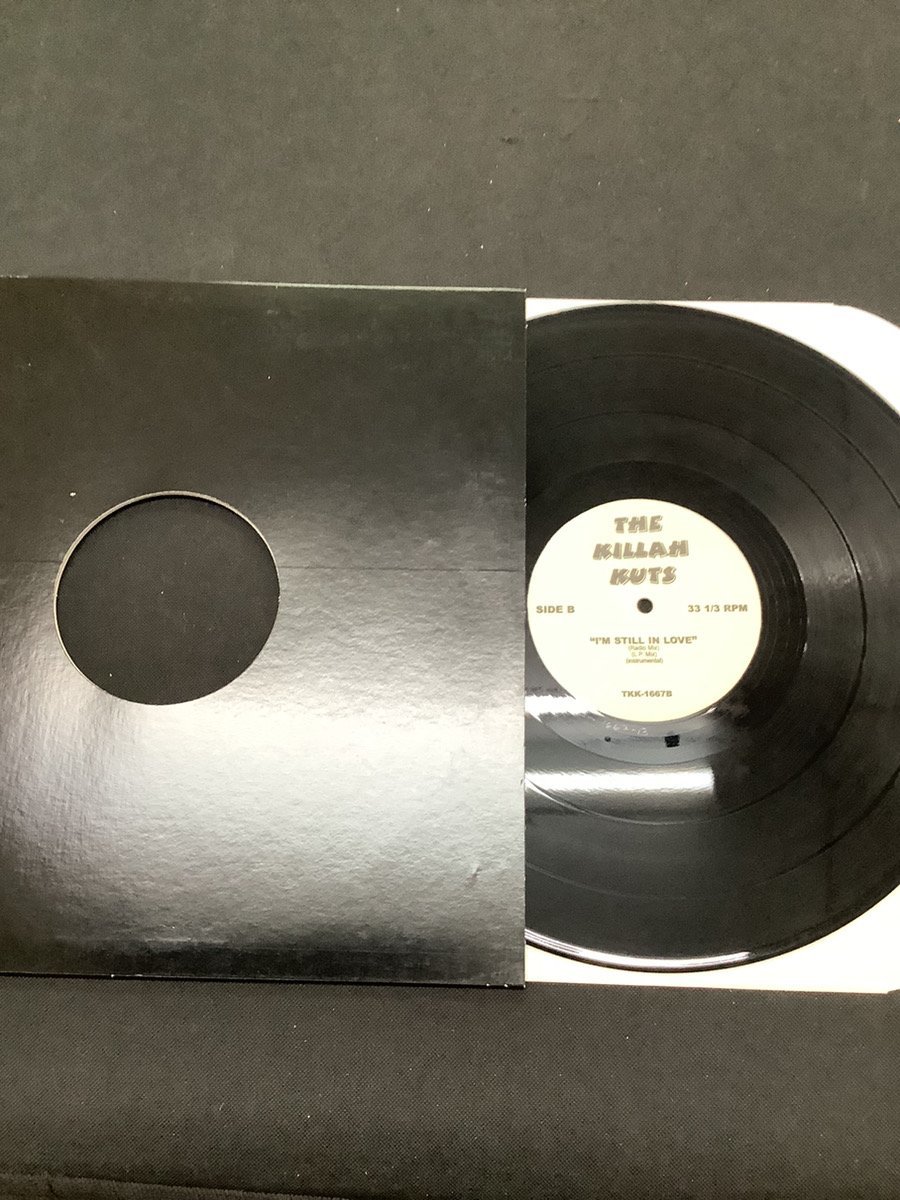 THE
KILLAH
KUTS
SIDE B
33 1/3 RPM
"I'M STILL IN LOVE"
(Radio Mix)
(L.P. Mix)
(instrumental)
TKK-1667B